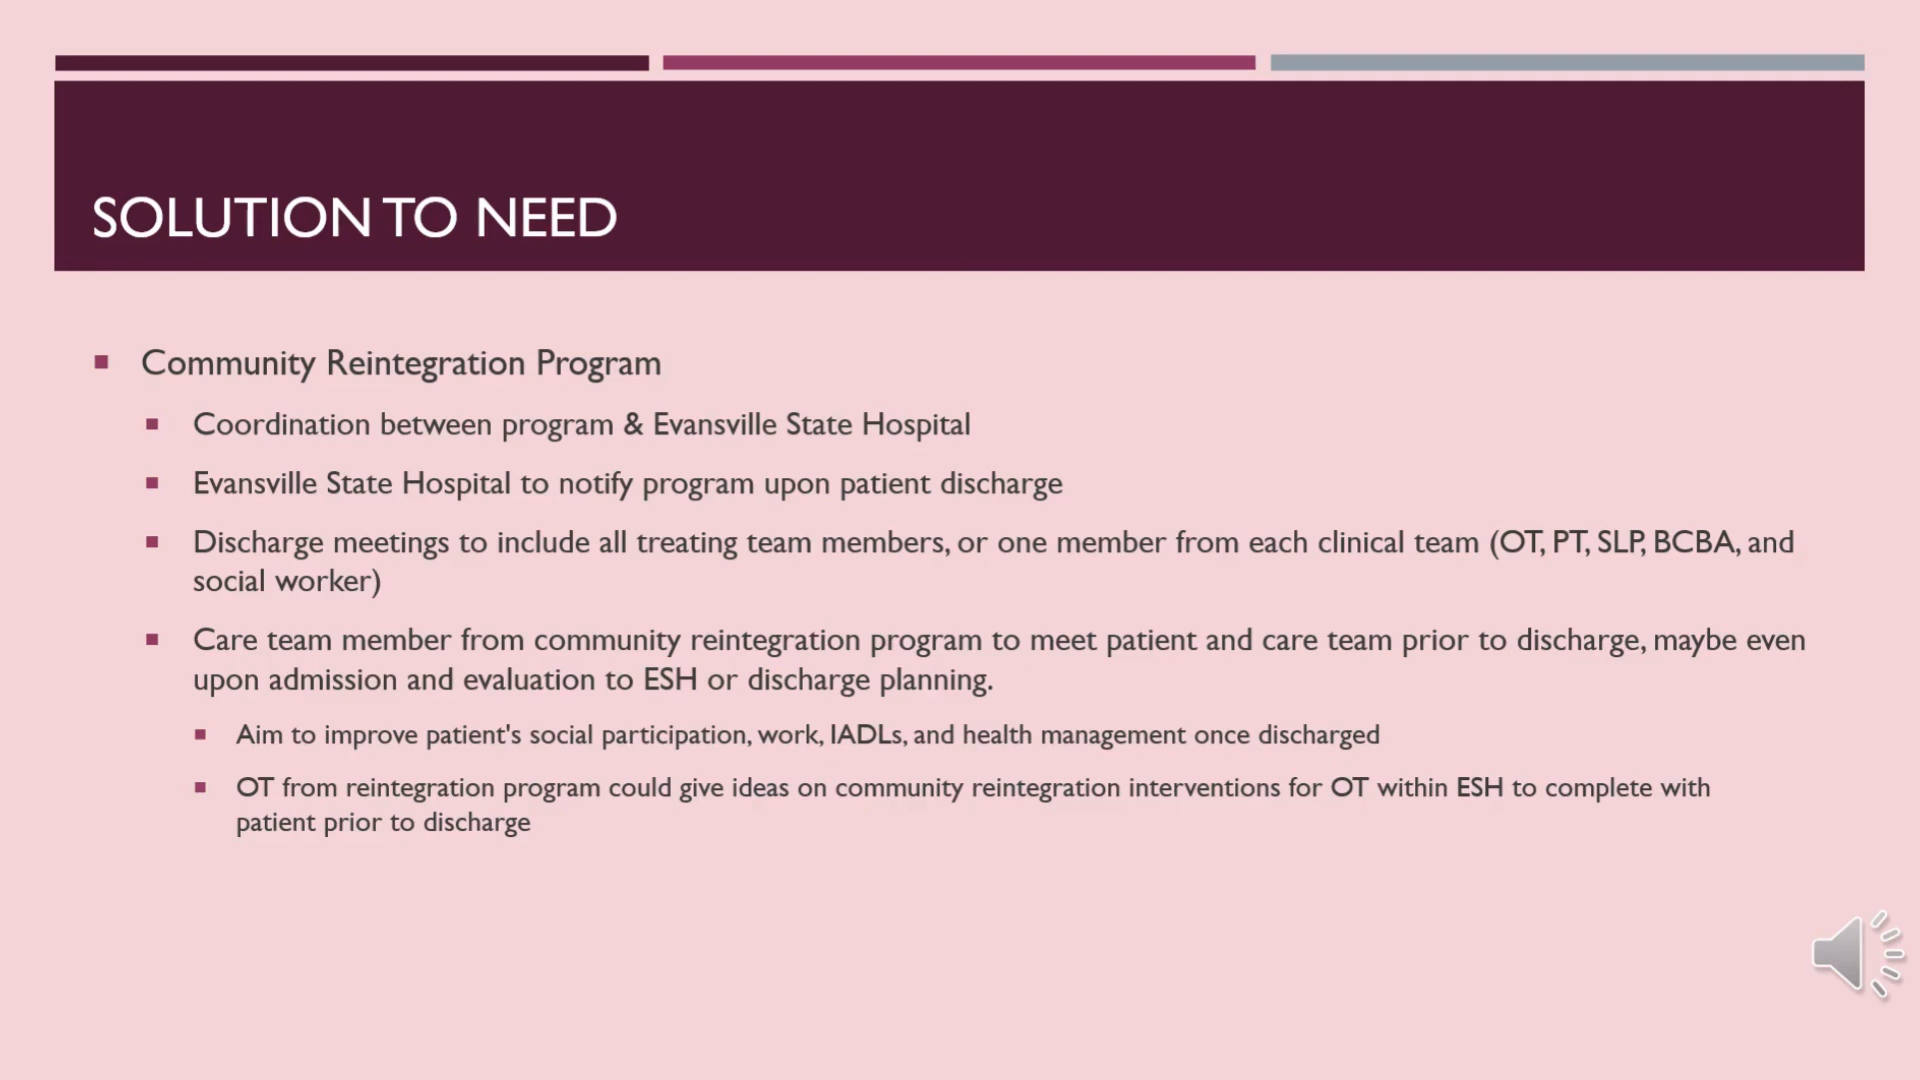 SOLUTION TO NEED
Community Reintegration Program
Coordination between program & Evansville State Hospital
Evansville State Hospital to notify program upon patient discharge
Discharge meetings to include all treating team members, or one member from each clinical team (OT, PT, SLP, BCBA, and
social worker)
Care team member from community reintegration program to meet patient and care team prior to discharge, maybe even
upon admission and evaluation to ESH or discharge planning.
Aim to improve patient's social participation, work, IADLs, and health management once discharged
OT from reintegration program could give ideas on community reintegration interventions for OT within ESH to complete with
patient prior to discharge